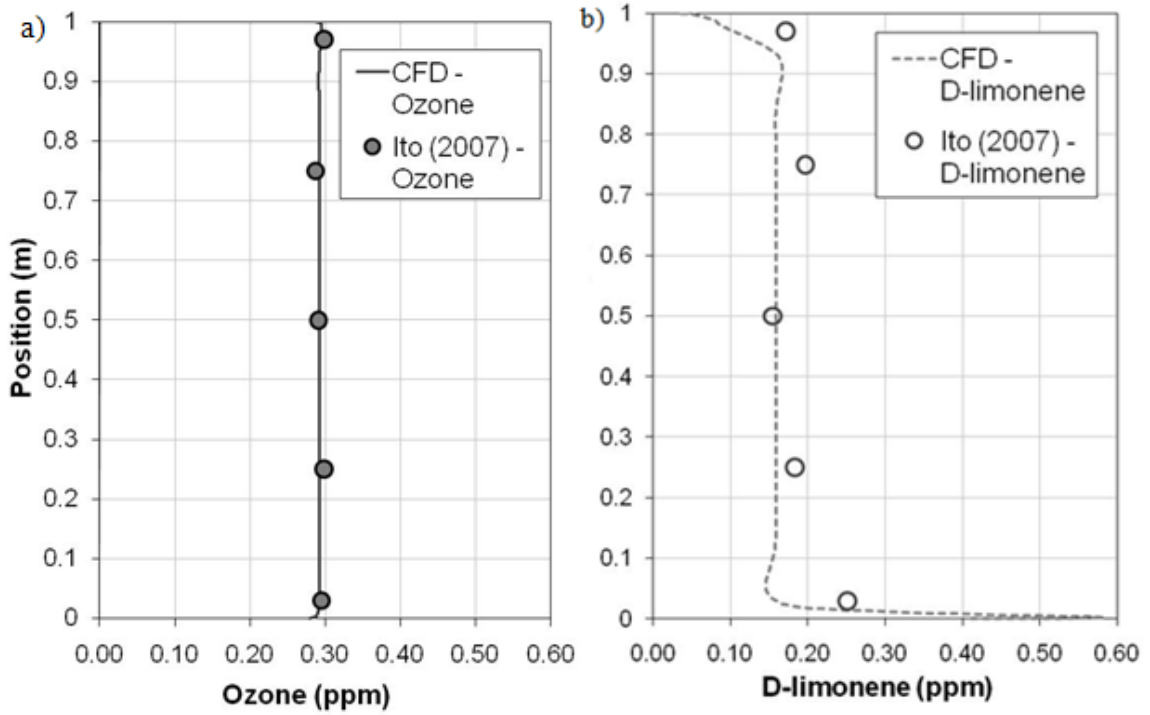 a)
1
0.9
0.8
0.7
0.6
0.5
0.4
0.3
0.2
0.1
0
Position (m)
CFD -
Ozone
Ito (2007) -
Ozone
0.00 0.10 0.20 0.30 0.40 0.50 0.60
Ozone (ppm)
b)
1
0.9
0.8
0.7
0.6
0.5
0.4
0.3
0.2
0.1
0
CFD -
D-limonene
Ito (2007) -
D-limonene
0.00 0.10 0.20 0.30 0.40 0.50 0.60
D-limonene (ppm)